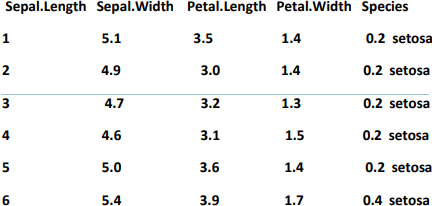 Sepal.Length Sepal.Width Petal.Length Petal.Width Species
1 5.1 3.5 1.4 0.2 setosa
2 4.9 3.0 1.4 0.2 setosa
3 4.7 3.2 1.3 0.2 setosa
4 4.6 3.1 1.5 0.2 setosa
5 5.0 3.6 1.4 0.2 setosa
6 5.4 3.9 1.7 0.4 setosa